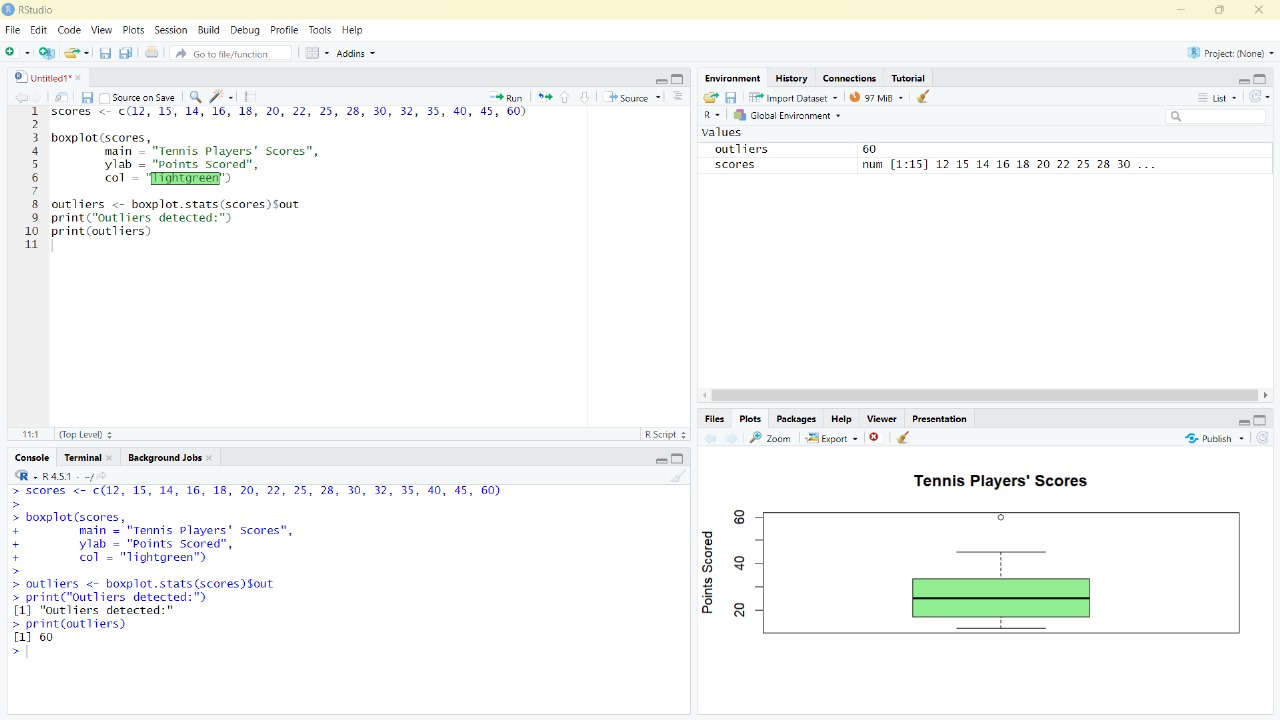 RStudio
File Edit Code View Plots Session Build Debug Profile Tools Help
Go to file/function Addins Project: (None)
Untitled1*
Source on Save Run Source
1 scores <- c(12, 15, 14, 16, 18, 20, 22, 25, 28, 30, 32, 35, 40, 45, 60)
2
3 boxplot(scores,
4 main = "Tennis Players' Scores",
5 ylab = "Points Scored",
6 col = "lightgreen")
7
8 outliers <- boxplot.stats(scores)$out
9 print("Outliers detected:")
10 print(outliers)
11
11:1 (Top Level) R Script
Console Terminal Background Jobs
R 4.5.1 · ~/
> scores <- c(12, 15, 14, 16, 18, 20, 22, 25, 28, 30, 32, 35, 40, 45, 60)
>
> boxplot(scores,
+ main = "Tennis Players' Scores",
+ ylab = "Points Scored",
+ col = "lightgreen")
>
> outliers <- boxplot.stats(scores)$out
> print("Outliers detected:")
[1] "Outliers detected:"
> print(outliers)
[1] 60
>
Environment History Connections Tutorial
Import Dataset 97 MiB List
R Global Environment
Values
outliers 60
scores num [1:15] 12 15 14 16 18 20 22 25 28 30 ...
Files Plots Packages Help Viewer Presentation
Zoom Export Publish
Tennis Players' Scores
Points Scored
60
40
20